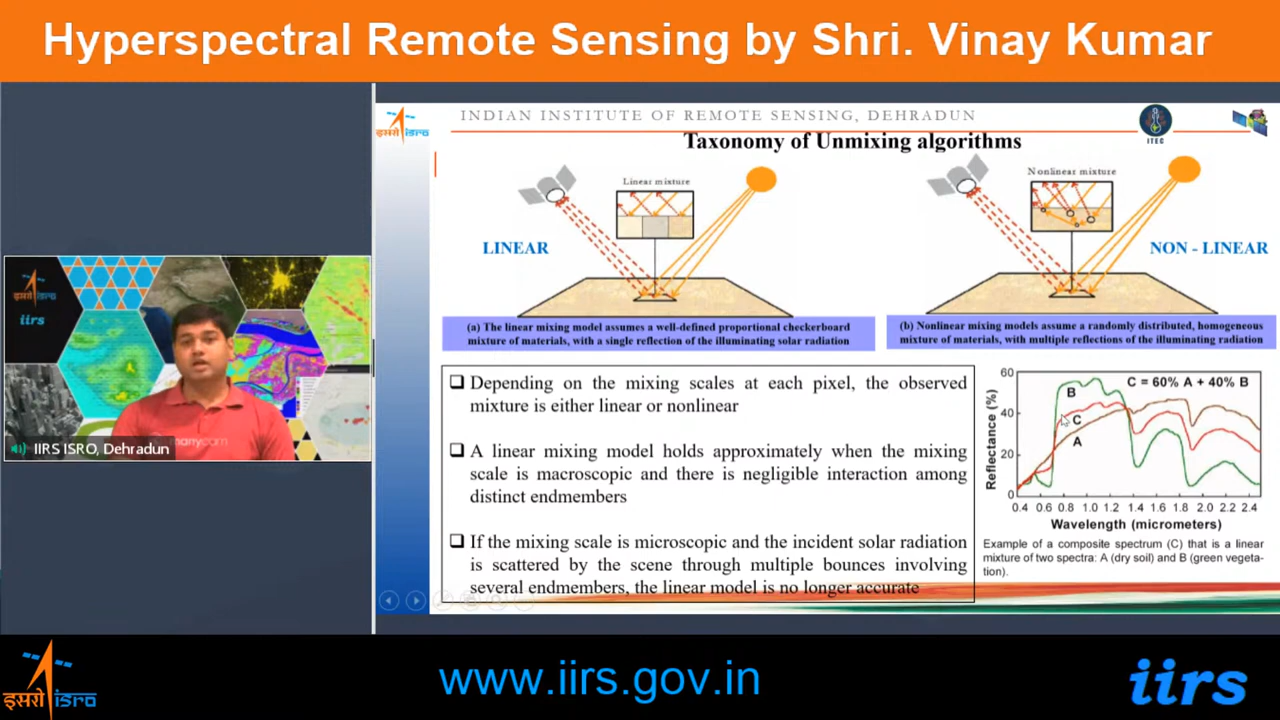 Hyperspectral Remote Sensing by Shri. Vinay Kumar
इसरो isro
INDIAN INSTITUTE OF REMOTE SENSING, DEHRADUN
ITEC
Taxonomy of Unmixing algorithms
Linear mixture
LINEAR
Nonlinear mixture
NON - LINEAR
(a) The linear mixing model assumes a well-defined proportional checkerboard
mixture of materials, with a single reflection of the illuminating solar radiation
(b) Nonlinear mixing models assume a randomly distributed, homogeneous
mixture of materials, with multiple reflections of the illuminating radiation
Depending on the mixing scales at each pixel, the observed
mixture is either linear or nonlinear
A linear mixing model holds approximately when the mixing
scale is macroscopic and there is negligible interaction among
distinct endmembers
If the mixing scale is microscopic and the incident solar radiation
is scattered by the scene through multiple bounces involving
several endmembers, the linear model is no longer accurate
Reflectance (%)
60
40
20
0
C = 60% A + 40% B
B
C
A
0.4 0.6 0.8 1.0 1.2 1.4 1.6 1.8 2.0 2.2 2.4
Wavelength (micrometers)
Example of a composite spectrum (C) that is a linear
mixture of two spectra: A (dry soil) and B (green vegeta-
tion).
इसरो isro
iirs
IIRS ISRO, Dehradun
इसरो isro
www.iirs.gov.in
iirs